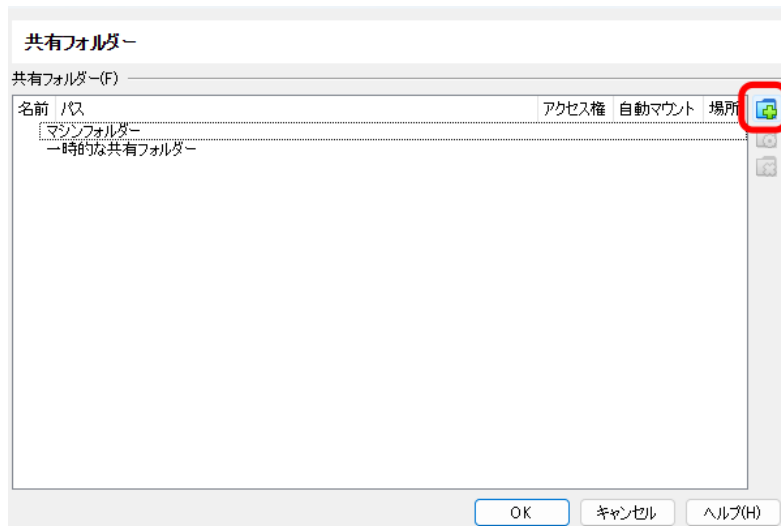 共有フォルダー
共有フォルダー(F)
名前 パス アクセス権 自動マウント 場所
マシンフォルダー
一時的な共有フォルダー
OK キャンセル ヘルプ(H)